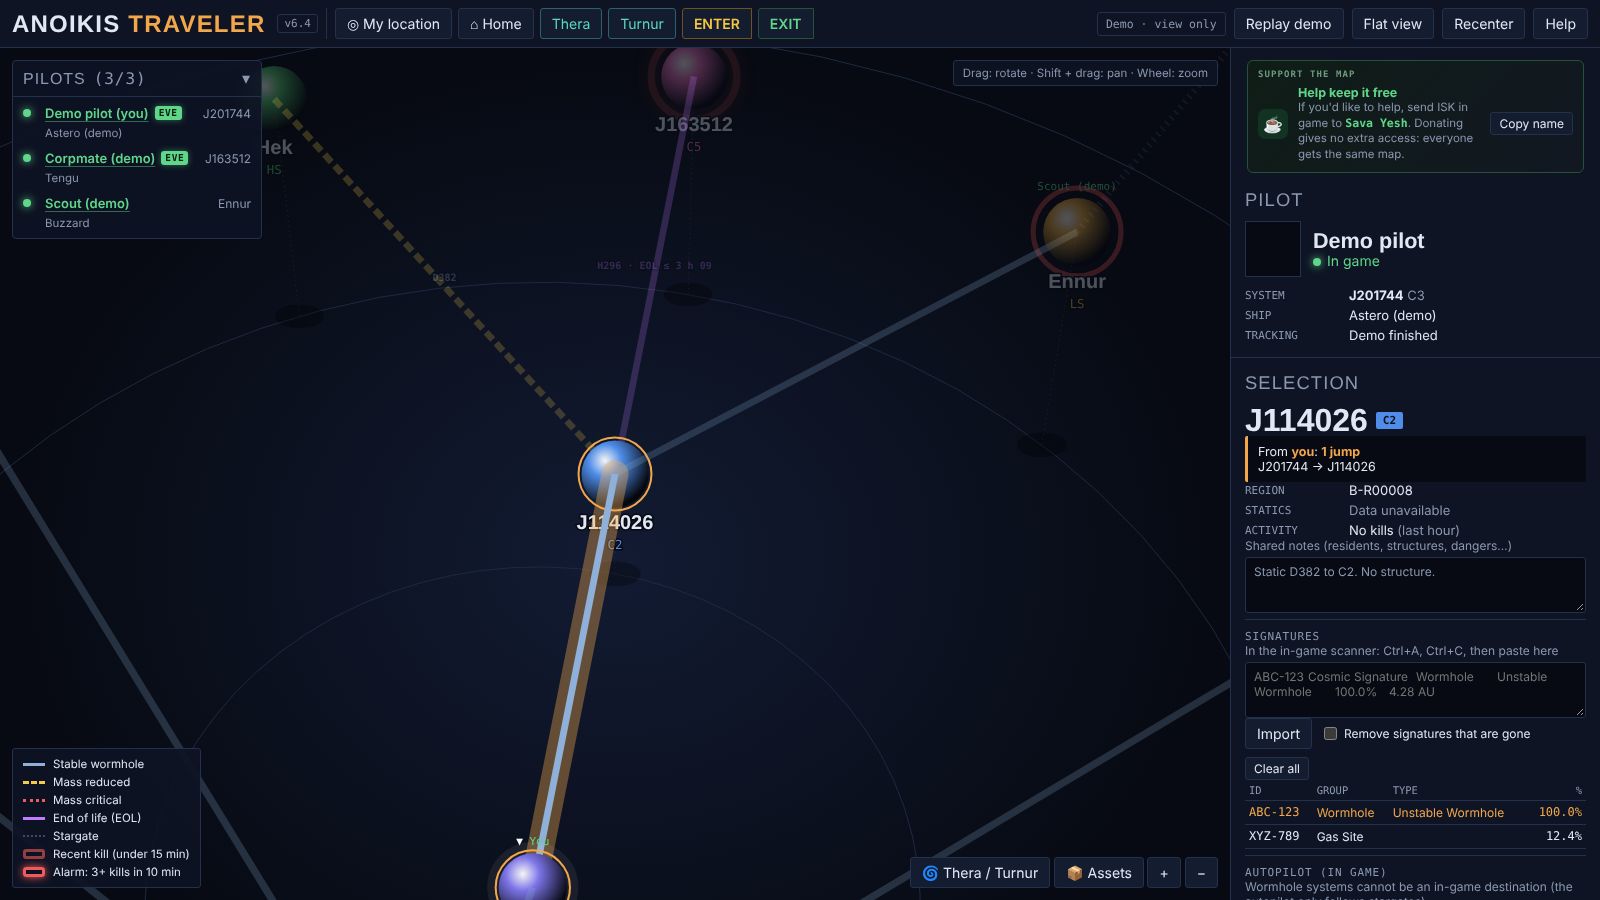 ANOIKIS TRAVELER v6.4 ◎ My location ⌂ Home Thera Turnur ENTER EXIT Demo · view only Replay demo Flat view Recenter Help
PILOTS (3/3) ▼
Demo pilot (you) EVE J201744
Astero (demo)
Corpmate (demo) EVE J163512
Tengu
Scout (demo) Ennur
Buzzard
Drag: rotate · Shift + drag: pan · Wheel: zoom
J163512
C5
Hek
HS
Scout (demo)
Ennur
LS
D382
H296 · EOL ≤ 3 h 09
J114026
C2
▼ You
Stable wormhole
Mass reduced
Mass critical
End of life (EOL)
Stargate
Recent kill (under 15 min)
Alarm: 3+ kills in 10 min
🌀 Thera / Turnur 📦 Assets + −
SUPPORT THE MAP
Help keep it free
If you'd like to help, send ISK in
game to Sava Yesh. Donating
gives no extra access: everyone
gets the same map.
Copy name
PILOT
Demo pilot
In game
SYSTEM J201744 C3
SHIP Astero (demo)
TRACKING Demo finished
SELECTION
J114026 C2
From you: 1 jump
J201744 → J114026
REGION B-R00008
STATICS Data unavailable
ACTIVITY No kills (last hour)
Shared notes (residents, structures, dangers...)
Static D382 to C2. No structure.
SIGNATURES
In the in-game scanner: Ctrl+A, Ctrl+C, then paste here
ABC-123 Cosmic Signature Wormhole Unstable
Wormhole 100.0% 4.28 AU
Import Remove signatures that are gone
Clear all
ID GROUP TYPE %
ABC-123 Wormhole Unstable Wormhole 100.0%
XYZ-789 Gas Site 12.4%
AUTOPILOT (IN GAME)
Wormhole systems cannot be an in-game destination (the